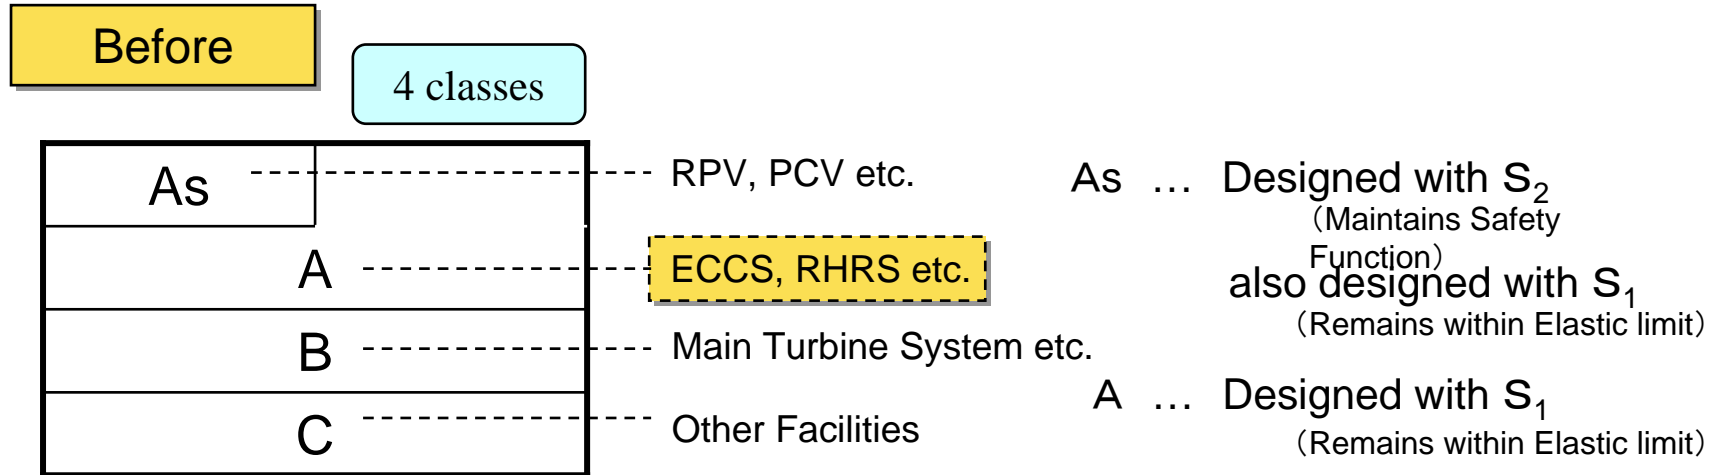 Before
4 classes
As
RPV, PCV etc.
A
ECCS, RHRS etc.
B
Main Turbine System etc.
C
Other Facilities
As … Designed with S₂
（Maintains Safety
Function）
also designed with S₁
（Remains within Elastic limit）
A … Designed with S₁
（Remains within Elastic limit）